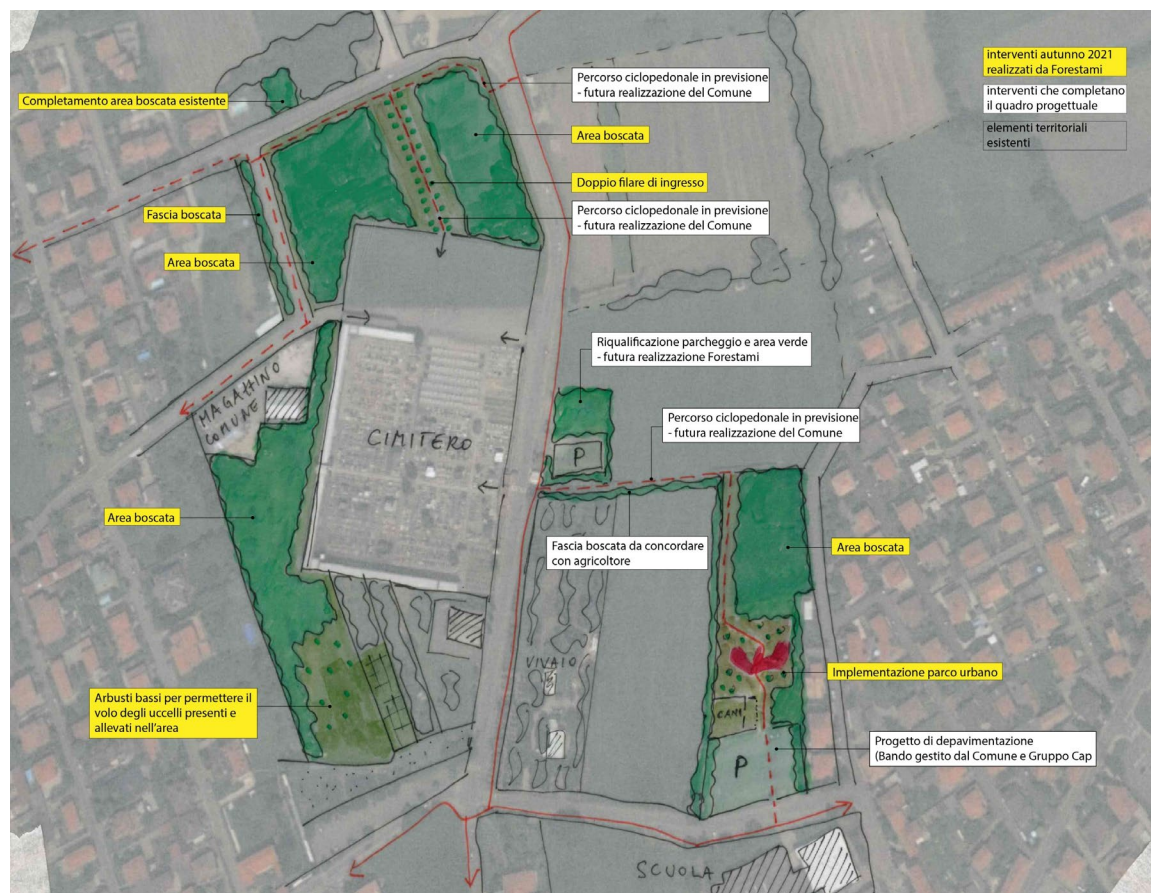 interventi autunno 2021
realizzati da Forestami
interventi che completano
il quadro progettuale
elementi territoriali
esistenti
Percorso ciclopedonale in previsione
- futura realizzazione del Comune
Completamento area boscata esistente
Area boscata
Doppio filare di ingresso
Fascia boscata
Percorso ciclopedonale in previsione
- futura realizzazione del Comune
Area boscata
Riqualificazione parcheggio e area verde
- futura realizzazione Forestami
MAGAZZINO
COMUNE
CIMITERO
Percorso ciclopedonale in previsione
- futura realizzazione del Comune
P
Area boscata
Fascia boscata da concordare
con agricoltore
Area boscata
VIVAIO
Implementazione parco urbano
Arbusti bassi per permettere il
volo degli uccelli presenti e
allevati nell'area
CANI
Progetto di depavimentazione
(Bando gestito dal Comune e Gruppo Cap
P
SCUOLA